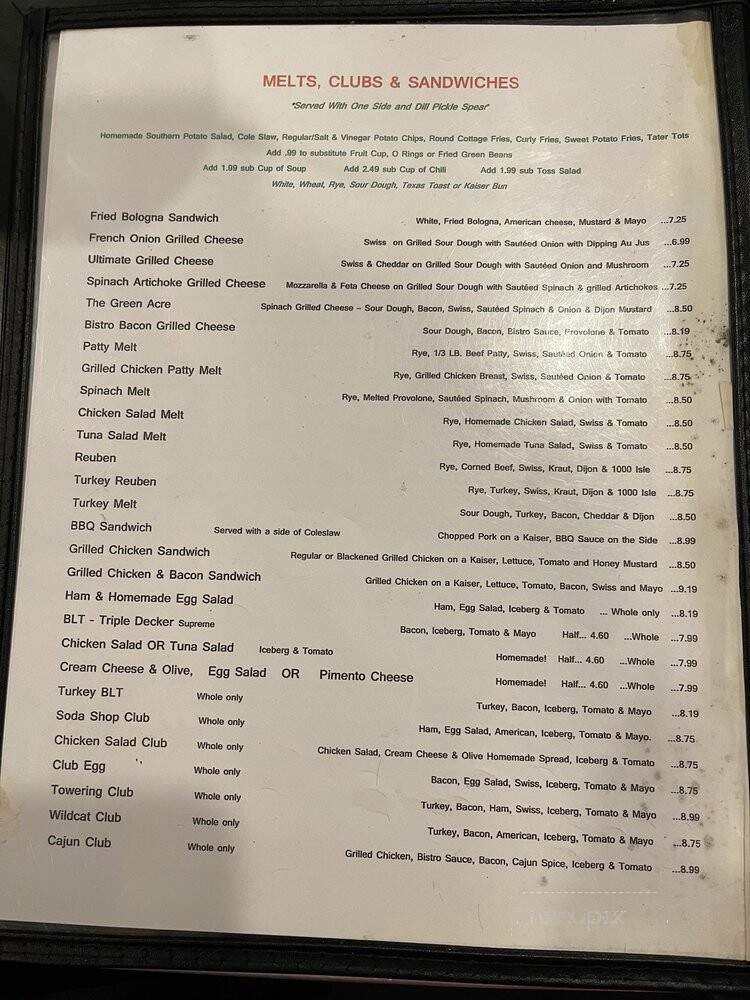 MELTS, CLUBS & SANDWICHES
*Served With One Side and Dill Pickle Spear*
Homemade Southern Potato Salad, Cole Slaw, Regular/Salt & Vinegar Potato Chips, Round Cottage Fries, Curly Fries, Sweet Potato Fries, Tater Tots
Add .99 to substitute Fruit Cup, O Rings or Fried Green Beans
Add 1.99 sub Cup of Soup Add 2.49 sub Cup of Chili Add 1.99 sub Toss Salad
White, Wheat, Rye, Sour Dough, Texas Toast or Kaiser Bun
Fried Bologna Sandwich White, Fried Bologna, American cheese, Mustard & Mayo ...7.25
French Onion Grilled Cheese Swiss on Grilled Sour Dough with Sautéed Onion with Dipping Au Jus ...6.99
Ultimate Grilled Cheese Swiss & Cheddar on Grilled Sour Dough with Sautéed Onion and Mushroom ...7.25
Spinach Artichoke Grilled Cheese Mozzarella & Feta Cheese on Grilled Sour Dough with Sautéed Spinach & grilled Artichokes ...7.25
The Green Acre Spinach Grilled Cheese – Sour Dough, Bacon, Swiss, Sautéed Spinach & Onion & Dijon Mustard ...8.50
Bistro Bacon Grilled Cheese Sour Dough, Bacon, Bistro Sauce, Provolone & Tomato ...8.19
Patty Melt Rye, 1/3 LB. Beef Patty, Swiss, Sautéed Onion & Tomato ...8.75
Grilled Chicken Patty Melt Rye, Grilled Chicken Breast, Swiss, Sautéed Onion & Tomato ...8.75
Spinach Melt Rye, Melted Provolone, Sautéed Spinach, Mushroom & Onion with Tomato ...8.50
Chicken Salad Melt Rye, Homemade Chicken Salad, Swiss & Tomato ...8.50
Tuna Salad Melt Rye, Homemade Tuna Salad, Swiss & Tomato ...8.50
Reuben Rye, Corned Beef, Swiss, Kraut, Dijon & 1000 Isle ...8.75
Turkey Reuben Rye, Turkey, Swiss, Kraut, Dijon & 1000 Isle ...8.75
Turkey Melt Sour Dough, Turkey, Bacon, Cheddar & Dijon ...8.50
BBQ Sandwich Served with a side of Coleslaw Chopped Pork on a Kaiser, BBQ Sauce on the Side ...8.99
Grilled Chicken Sandwich Regular or Blackened Grilled Chicken on a Kaiser, Lettuce, Tomato and Honey Mustard ...8.50
Grilled Chicken & Bacon Sandwich Grilled Chicken on a Kaiser, Lettuce, Tomato, Bacon, Swiss and Mayo ...9.19
Ham & Homemade Egg Salad Ham, Egg Salad, Iceberg & Tomato ... Whole only ...8.19
BLT - Triple Decker Supreme Bacon, Iceberg, Tomato & Mayo Half... 4.60 ...Whole ...7.99
Chicken Salad OR Tuna Salad Iceberg & Tomato Homemade! Half... 4.60 ...Whole ...7.99
Cream Cheese & Olive, Egg Salad OR Pimento Cheese Homemade! Half... 4.60 ...Whole ...7.99
Turkey BLT Whole only Turkey, Bacon, Iceberg, Tomato & Mayo ...8.19
Soda Shop Club Whole only Ham, Egg Salad, American, Iceberg, Tomato & Mayo. ...8.75
Chicken Salad Club Whole only Chicken Salad, Cream Cheese & Olive Homemade Spread, Iceberg & Tomato ...8.75
Club Egg Whole only Bacon, Egg Salad, Swiss, Iceberg, Tomato & Mayo ...8.75
Towering Club Whole only Turkey, Bacon, Ham, Swiss, Iceberg, Tomato & Mayo ...8.99
Wildcat Club Whole only Turkey, Bacon, American, Iceberg, Tomato & Mayo ...8.75
Cajun Club Whole only Grilled Chicken, Bistro Sauce, Bacon, Cajun Spice, Iceberg & Tomato ...8.99